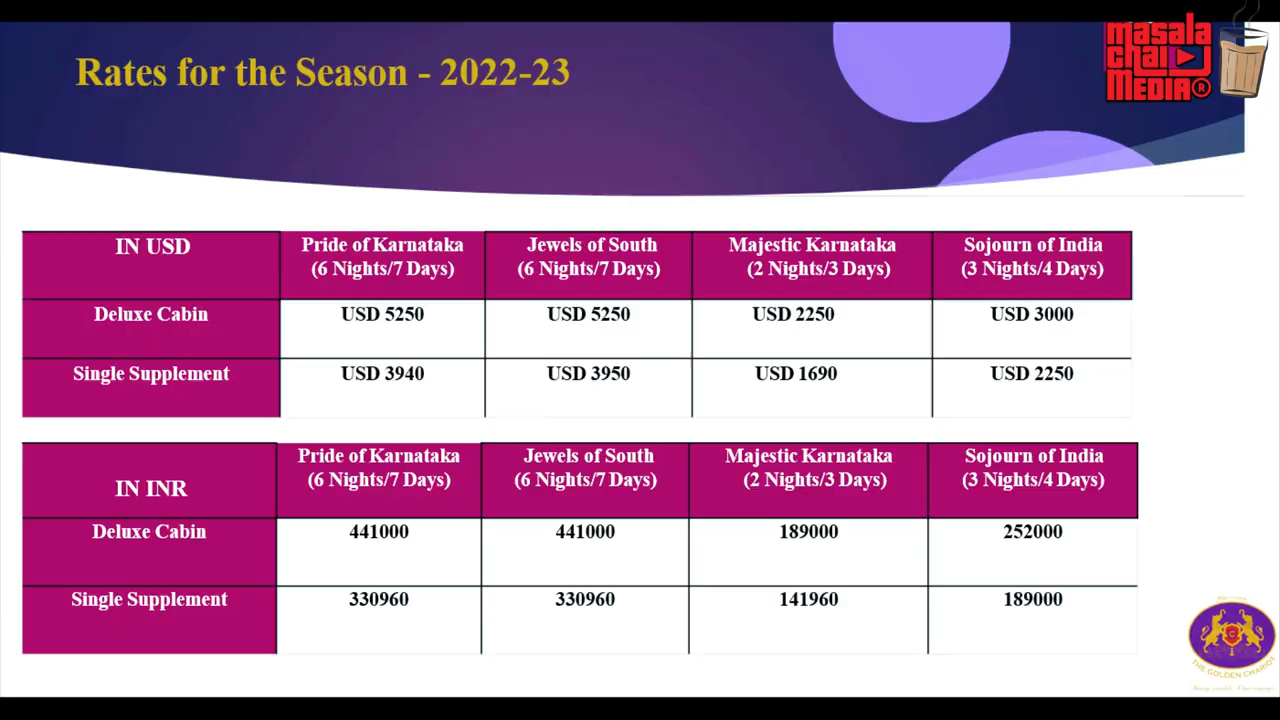 masala
chai
MEDIA®
Rates for the Season - 2022-23
IN USD
Pride of Karnataka
(6 Nights/7 Days)
Jewels of South
(6 Nights/7 Days)
Majestic Karnataka
(2 Nights/3 Days)
Sojourn of India
(3 Nights/4 Days)
Deluxe Cabin
USD 5250
USD 5250
USD 2250
USD 3000
Single Supplement
USD 3940
USD 3950
USD 1690
USD 2250
IN INR
Pride of Karnataka
(6 Nights/7 Days)
Jewels of South
(6 Nights/7 Days)
Majestic Karnataka
(2 Nights/3 Days)
Sojourn of India
(3 Nights/4 Days)
Deluxe Cabin
441000
441000
189000
252000
Single Supplement
330960
330960
141960
189000
THE GOLDEN CHARIOT